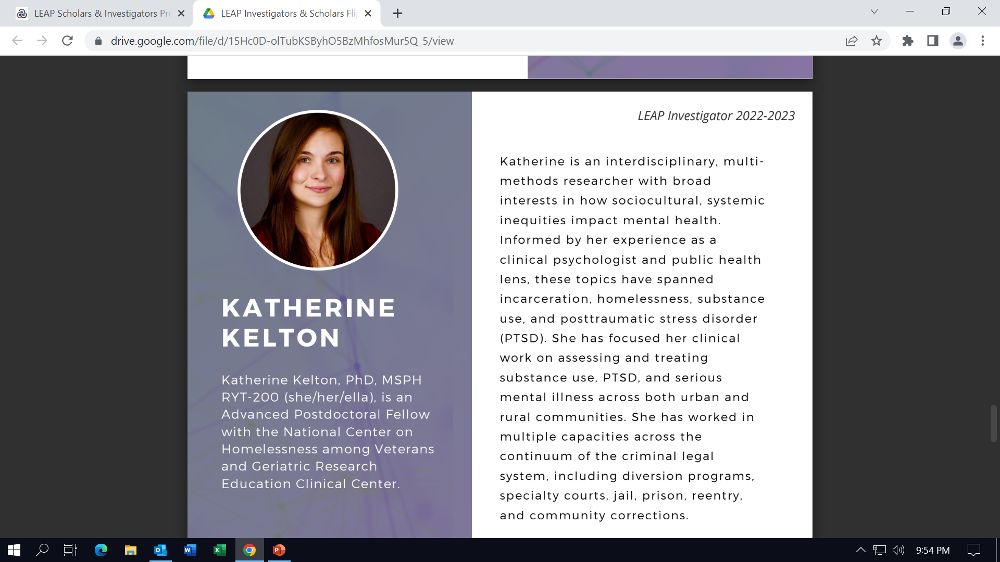 LEAP Scholars & Investigators Pr
LEAP Investigators & Scholars Fli
drive.google.com/file/d/15Hc0D-olTubKSByhO5BzMhfosMur5Q_5/view
LEAP Investigator 2022-2023
KATHERINE
KELTON
Katherine Kelton, PhD, MSPH
RYT-200 (she/her/ella), is an
Advanced Postdoctoral Fellow
with the National Center on
Homelessness among Veterans
and Geriatric Research
Education Clinical Center.
Katherine is an interdisciplinary, multi-
methods researcher with broad
interests in how sociocultural, systemic
inequities impact mental health.
Informed by her experience as a
clinical psychologist and public health
lens, these topics have spanned
incarceration, homelessness, substance
use, and posttraumatic stress disorder
(PTSD). She has focused her clinical
work on assessing and treating
substance use, PTSD, and serious
mental illness across both urban and
rural communities. She has worked in
multiple capacities across the
continuum of the criminal legal
system, including diversion programs,
specialty courts, jail, prison, reentry,
and community corrections.
9:54 PM